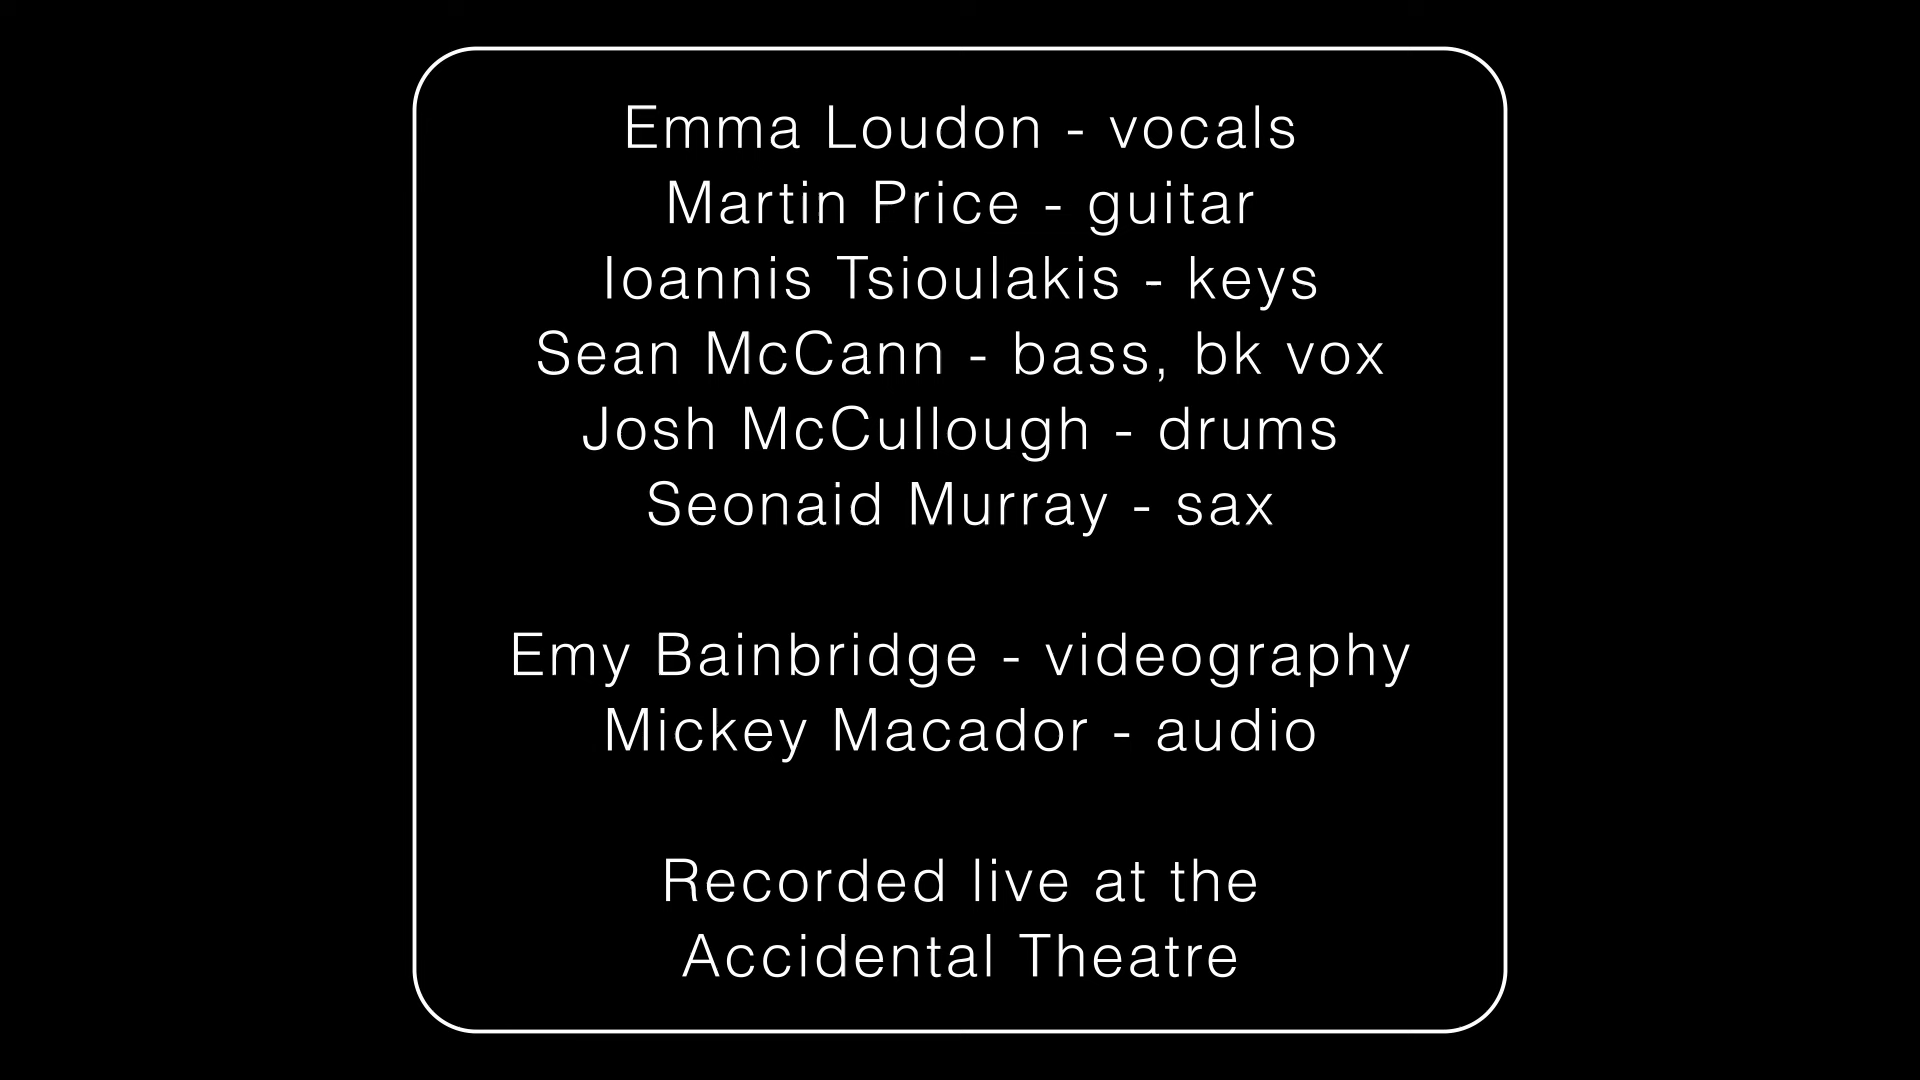 Emma Loudon - vocals
Martin Price - guitar
Ioannis Tsioulakis - keys
Sean McCann - bass, bk vox
Josh McCullough - drums
Seonaid Murray - sax
Emy Bainbridge - videography
Mickey Macador - audio
Recorded live at the
Accidental Theatre